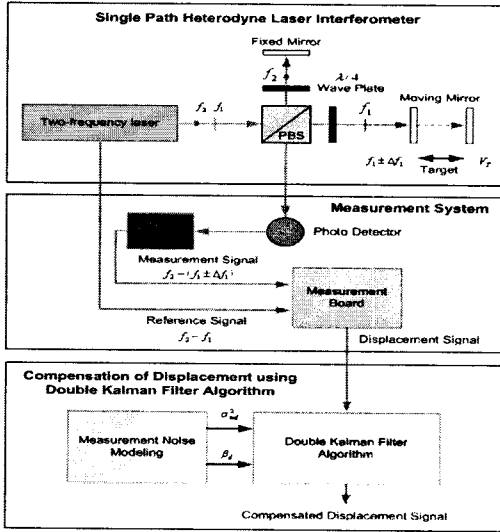 Single Path Heterodyne Laser Interferometer
Fixed Mirror
f₂
λ/4
Wave Plate
Two-frequency laser
f₂ f₁
PBS
f₁
Moving Mirror
f₁ ± Δf₁
Target
Measurement System
Photo Detector
Measurement Signal
f₂ − (f₁ ± Δf₁)
Measurement
Board
Reference Signal
f₂ − f₁
Displacement Signal
Compensation of Displacement using
Double Kalman Filter Algorithm
Measurement Noise
Modeling
β_d
Double Kalman Filter
Algorithm
Compensated Displacement Signal